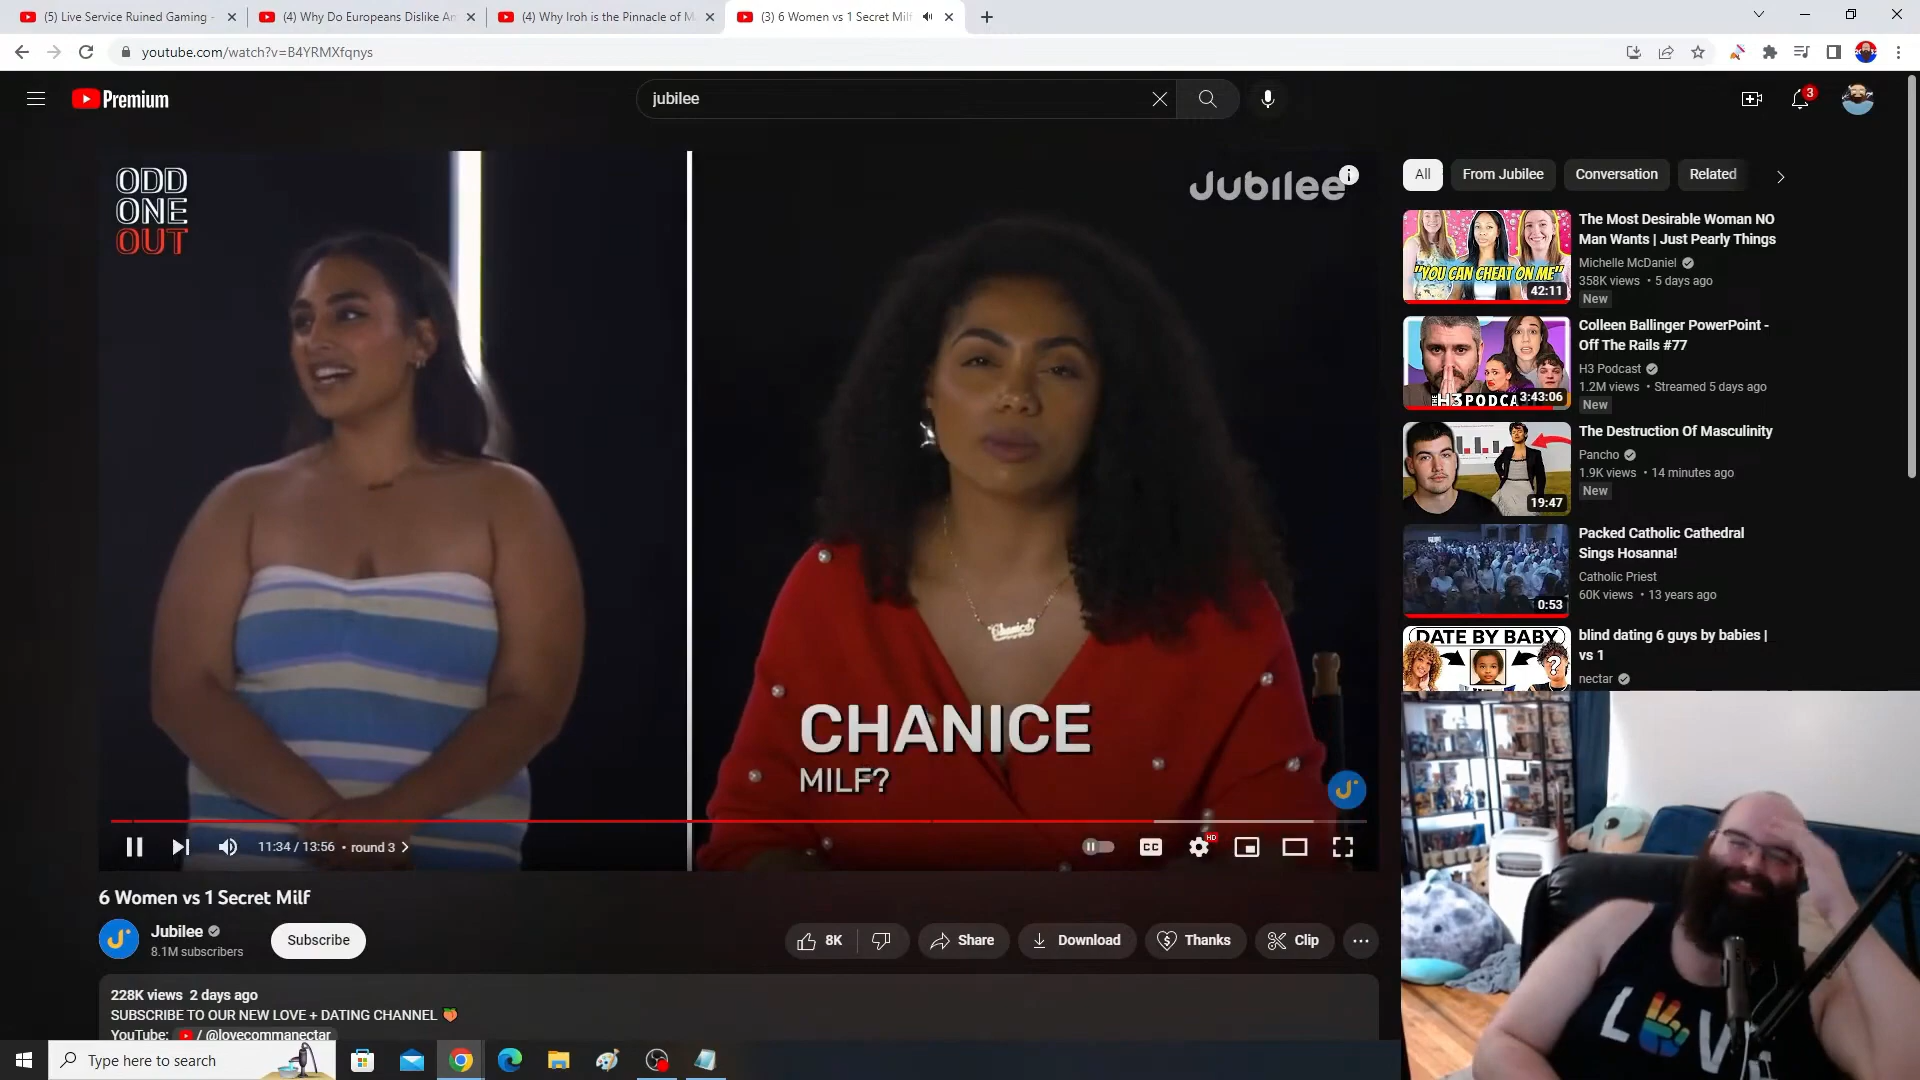 (5) Live Service Ruined Gaming -
(4) Why Do Europeans Dislike Am
(4) Why Iroh is the Pinnacle of M
(3) 6 Women vs 1 Secret Milf
youtube.com/watch?v=B4YRMXfqnys
Premium
jubilee
3
ODD
ONE
OUT
Jubilee
CHANICE
MILF?
Chanice
11:34 / 13:56 • round 3
CC
HD
6 Women vs 1 Secret Milf
Jubilee
8.1M subscribers
Subscribe
8K
Share
Download
Thanks
Clip
228K views 2 days ago
SUBSCRIBE TO OUR NEW LOVE + DATING CHANNEL 🍑
YouTube: / @lovecommanectar
All
From Jubilee
Conversation
Related
"YOU CAN CHEAT ON ME"
42:11
The Most Desirable Woman NO
Man Wants | Just Pearly Things
Michelle McDaniel
358K views • 5 days ago
New
H3 PODCA
3:43:06
Colleen Ballinger PowerPoint -
Off The Rails #77
H3 Podcast
1.2M views • Streamed 5 days ago
New
19:47
The Destruction Of Masculinity
Pancho
1.9K views • 14 minutes ago
New
0:53
Packed Catholic Cathedral
Sings Hosanna!
Catholic Priest
60K views • 13 years ago
DATE BY BABY
blind dating 6 guys by babies |
vs 1
nectar
Type here to search